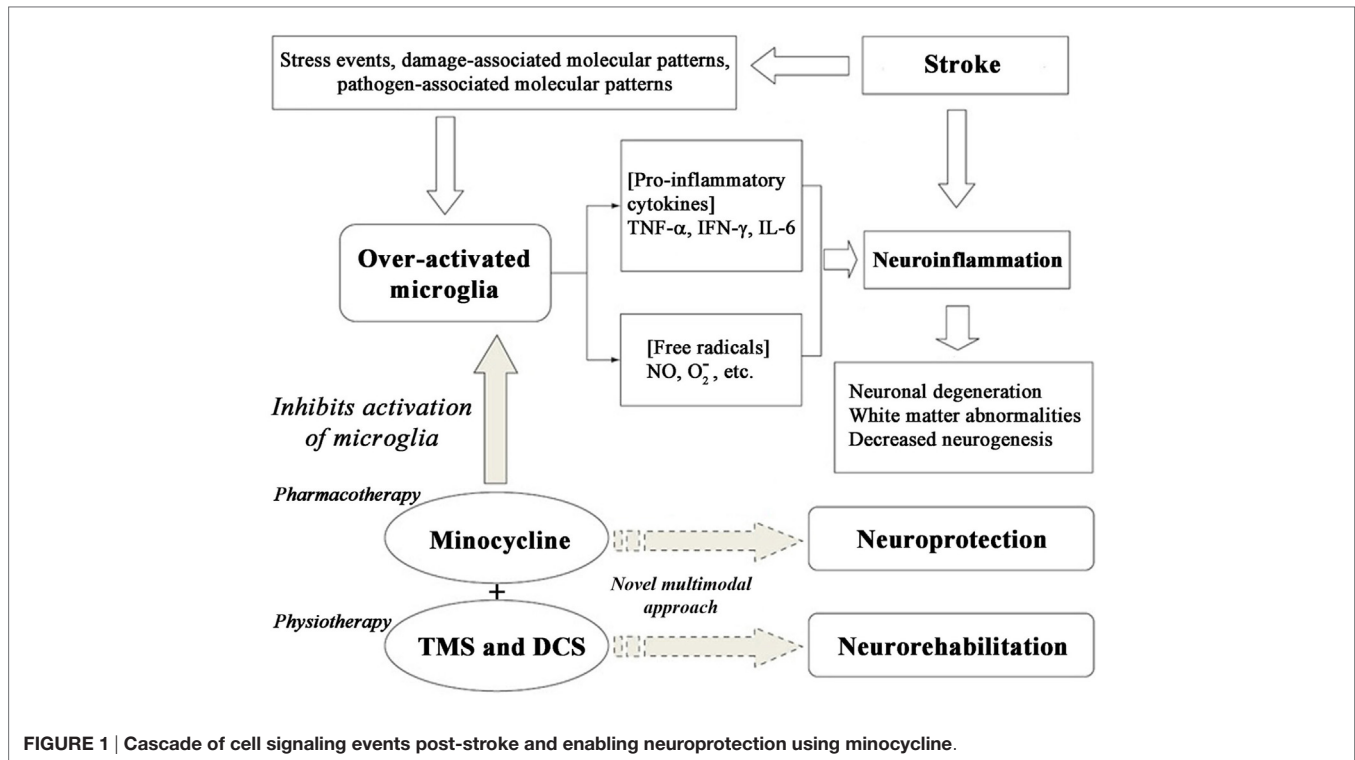 Stress events, damage-associated molecular patterns,
pathogen-associated molecular patterns
Stroke
[Pro-inflammatory
cytokines]
TNF-α, IFN-γ, IL-6
Over-activated
microglia
Neuroinflammation
[Free radicals]
NO, O₂⁻, etc.
Neuronal degeneration
White matter abnormalities
Decreased neurogenesis
Inhibits activation
of microglia
Pharmacotherapy
Minocycline
Neuroprotection
+
Novel multimodal
approach
Physiotherapy
TMS and DCS
Neurorehabilitation
FIGURE 1 | Cascade of cell signaling events post-stroke and enabling neuroprotection using minocycline.